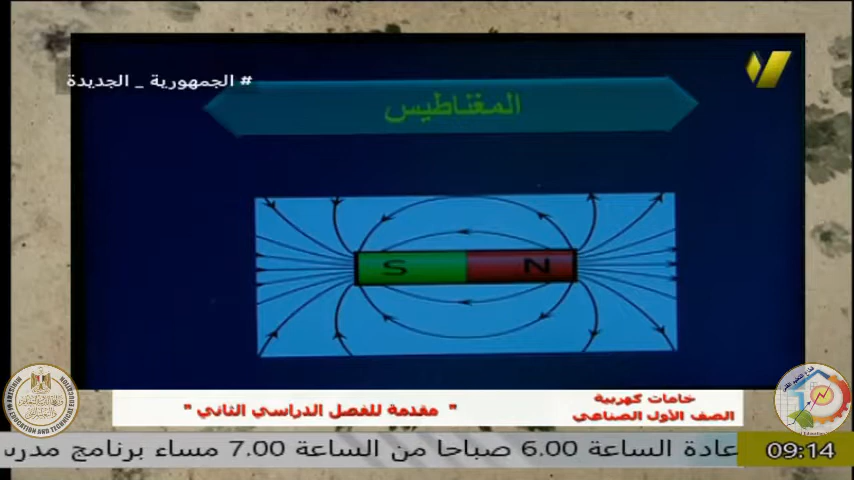 # الجمهورية _ الجديدة
المغناطيس
S N
خامات كهربية
الصف الأول الصناعي
" مقدمة للفصل الدراسي الثاني "
عادة الساعة 6.00 صباحا من الساعة 7.00 مساء برنامج مدرس
09:14